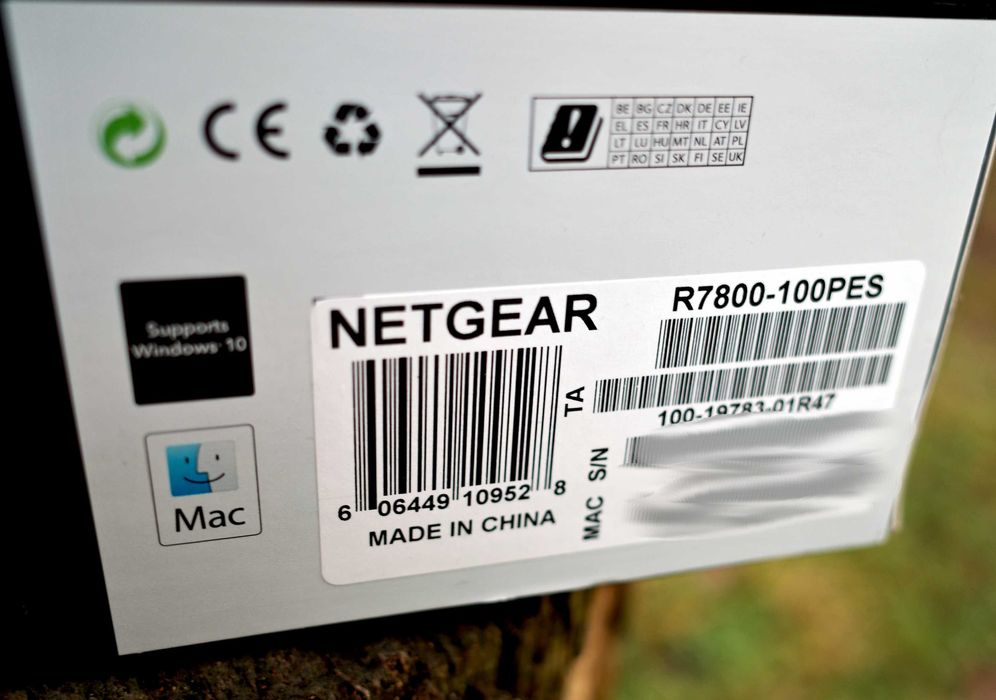 CE
BE BG CZ DK DE EE IE
EL ES FR HR IT CY LV
LT LU HU MT NL AT PL
PT RO SI SK FI SE UK
Supports
Windows 10
Mac
NETGEAR
6 06449 10952 8
MADE IN CHINA
R7800-100PES
TA
100-19783-01R47
S/N
MAC